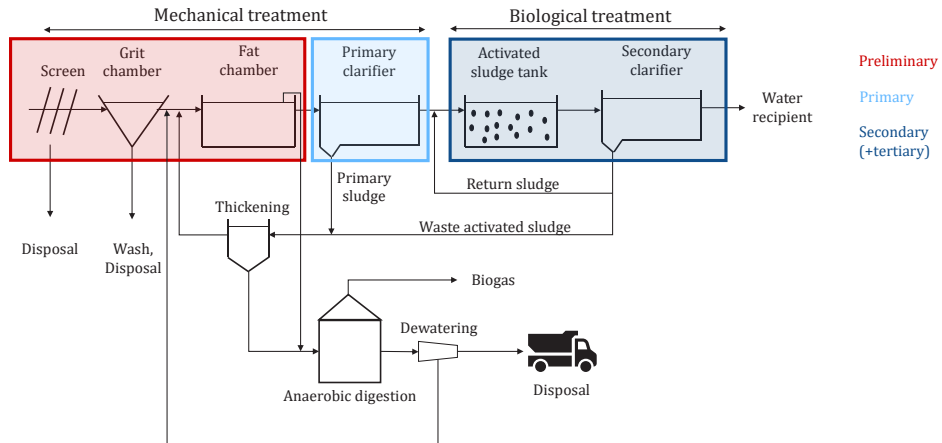 Mechanical treatment
Biological treatment
Screen
Grit
chamber
Fat
chamber
Primary
clarifier
Activated
sludge tank
Secondary
clarifier
Preliminary
Primary
Secondary
(+tertiary)
Water
recipient
Primary
sludge
Return sludge
Thickening
Waste activated sludge
Disposal
Wash,
Disposal
Biogas
Dewatering
Anaerobic digestion
Disposal